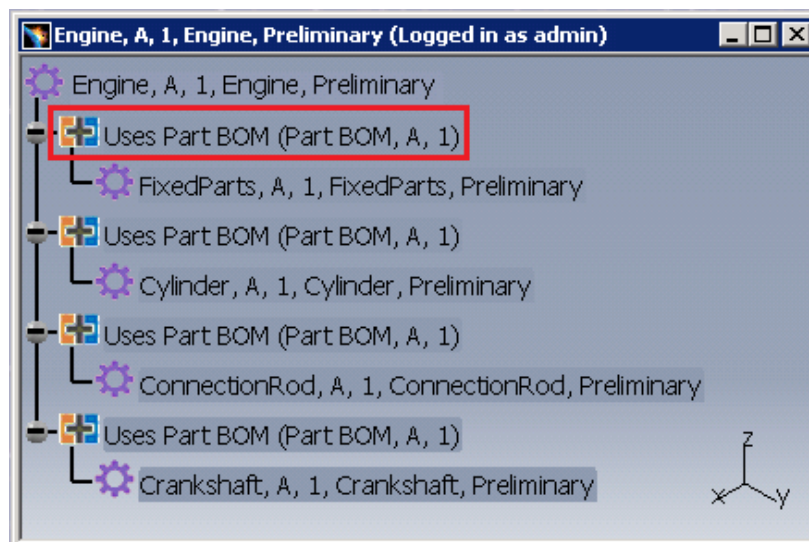 Engine, A, 1, Engine, Preliminary (Logged in as admin)
Engine, A, 1, Engine, Preliminary
Uses Part BOM (Part BOM, A, 1)
FixedParts, A, 1, FixedParts, Preliminary
Uses Part BOM (Part BOM, A, 1)
Cylinder, A, 1, Cylinder, Preliminary
Uses Part BOM (Part BOM, A, 1)
ConnectionRod, A, 1, ConnectionRod, Preliminary
Uses Part BOM (Part BOM, A, 1)
Crankshaft, A, 1, Crankshaft, Preliminary
z
x
y